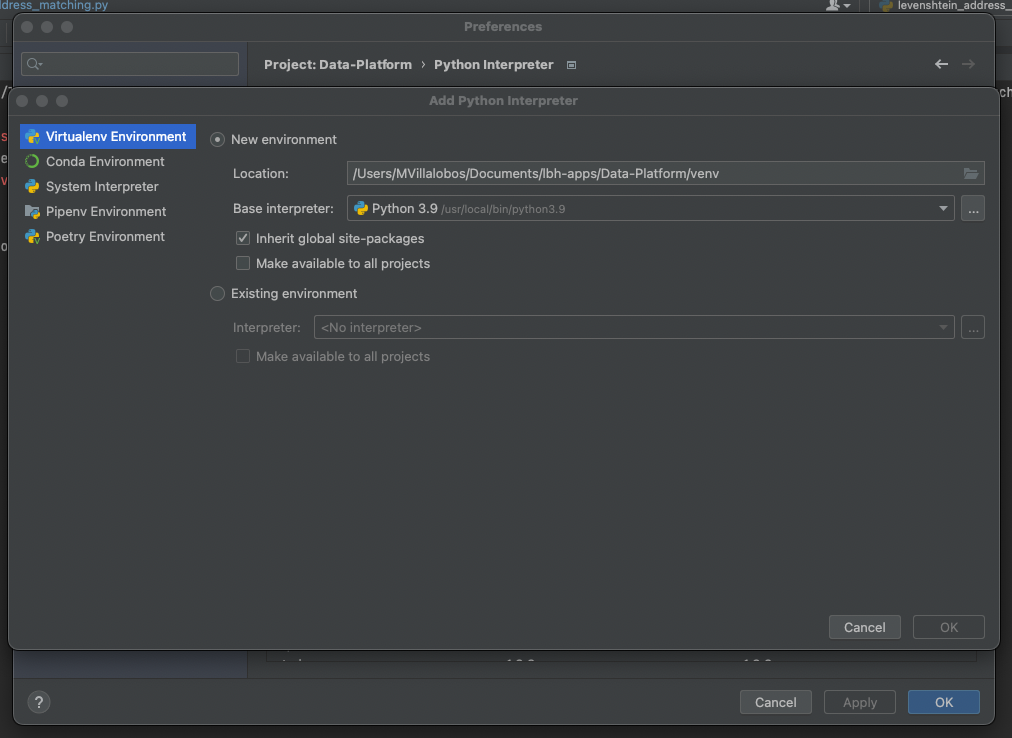 dress_matching.py
levenshtein_address_
Preferences
Project: Data-Platform › Python Interpreter
Add Python Interpreter
Virtualenv Environment
Conda Environment
System Interpreter
Pipenv Environment
Poetry Environment
New environment
Location: /Users/MVillalobos/Documents/lbh-apps/Data-Platform/venv
Base interpreter: Python 3.9 /usr/local/bin/python3.9 ...
Inherit global site-packages
Make available to all projects
Existing environment
Interpreter: <No interpreter> ...
Make available to all projects
Cancel OK
? Cancel Apply OK